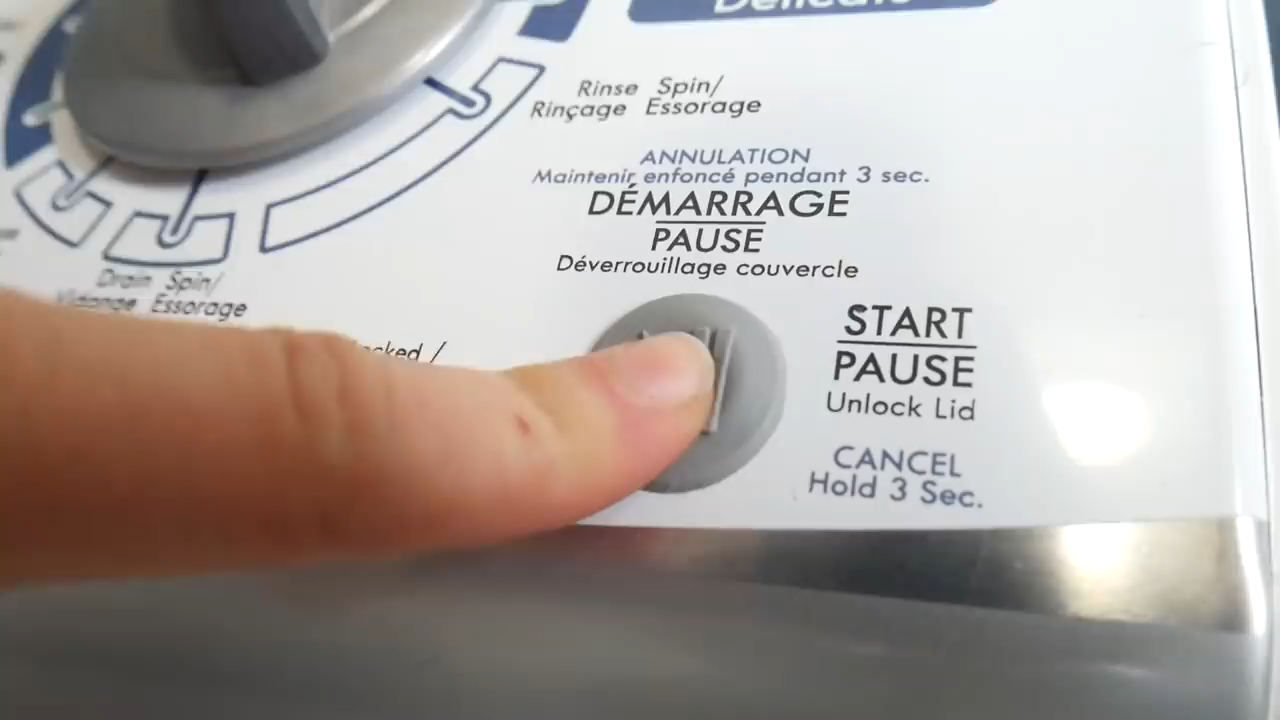 Délicats
Rinse Spin/
Rinçage Essorage
ANNULATION
Maintenir enfoncé pendant 3 sec.
DÉMARRAGE
PAUSE
Déverrouillage couvercle
Drain Spin/
Vidange Essorage
START
PAUSE
Unlock Lid
CANCEL
Hold 3 Sec.